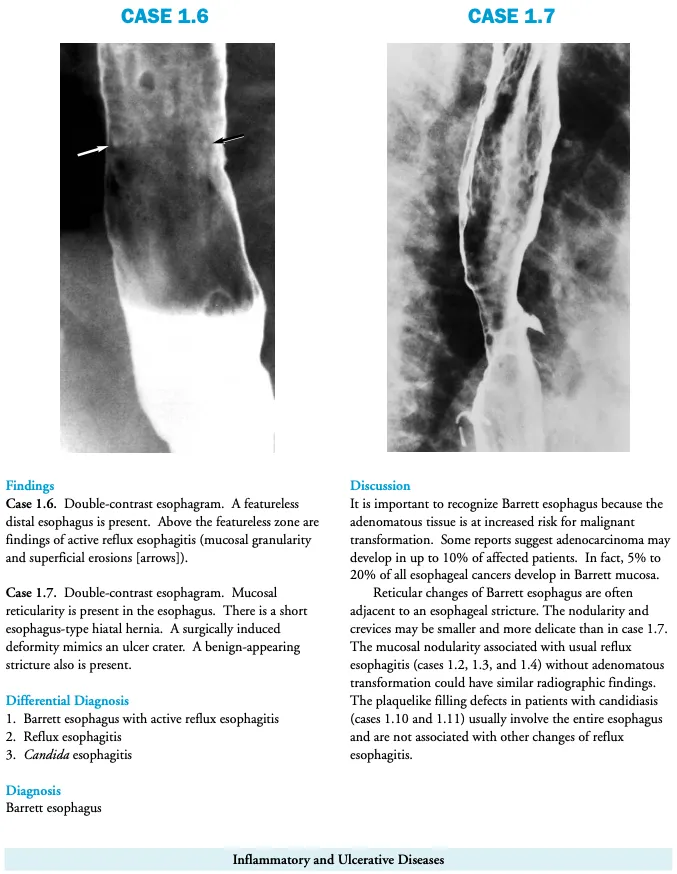 CASE 1.6
CASE 1.7
Findings
Case 1.6. Double-contrast esophagram. A featureless
distal esophagus is present. Above the featureless zone are
findings of active reflux esophagitis (mucosal granularity
and superficial erosions [arrows]).
Case 1.7. Double-contrast esophagram. Mucosal
reticularity is present in the esophagus. There is a short
esophagus-type hiatal hernia. A surgically induced
deformity mimics an ulcer crater. A benign-appearing
stricture also is present.
Differential Diagnosis
1. Barrett esophagus with active reflux esophagitis
2. Reflux esophagitis
3. Candida esophagitis
Diagnosis
Barrett esophagus
Discussion
It is important to recognize Barrett esophagus because the
adenomatous tissue is at increased risk for malignant
transformation. Some reports suggest adenocarcinoma may
develop in up to 10% of affected patients. In fact, 5% to
20% of all esophageal cancers develop in Barrett mucosa.
Reticular changes of Barrett esophagus are often
adjacent to an esophageal stricture. The nodularity and
crevices may be smaller and more delicate than in case 1.7.
The mucosal nodularity associated with usual reflux
esophagitis (cases 1.2, 1.3, and 1.4) without adenomatous
transformation could have similar radiographic findings.
The plaquelike filling defects in patients with candidiasis
(cases 1.10 and 1.11) usually involve the entire esophagus
and are not associated with other changes of reflux
esophagitis.
Inflammatory and Ulcerative Diseases